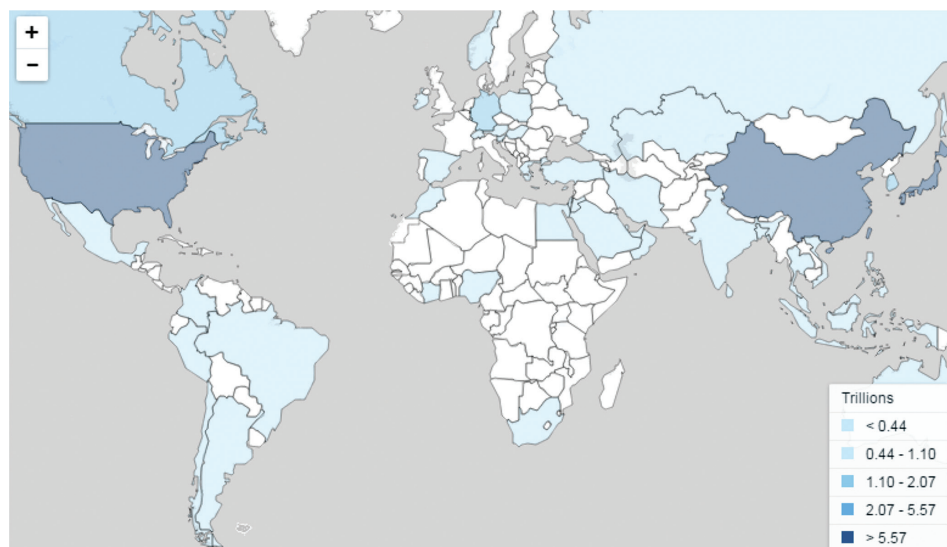 +
−
Trillions
< 0.44
0.44 - 1.10
1.10 - 2.07
2.07 - 5.57
> 5.57